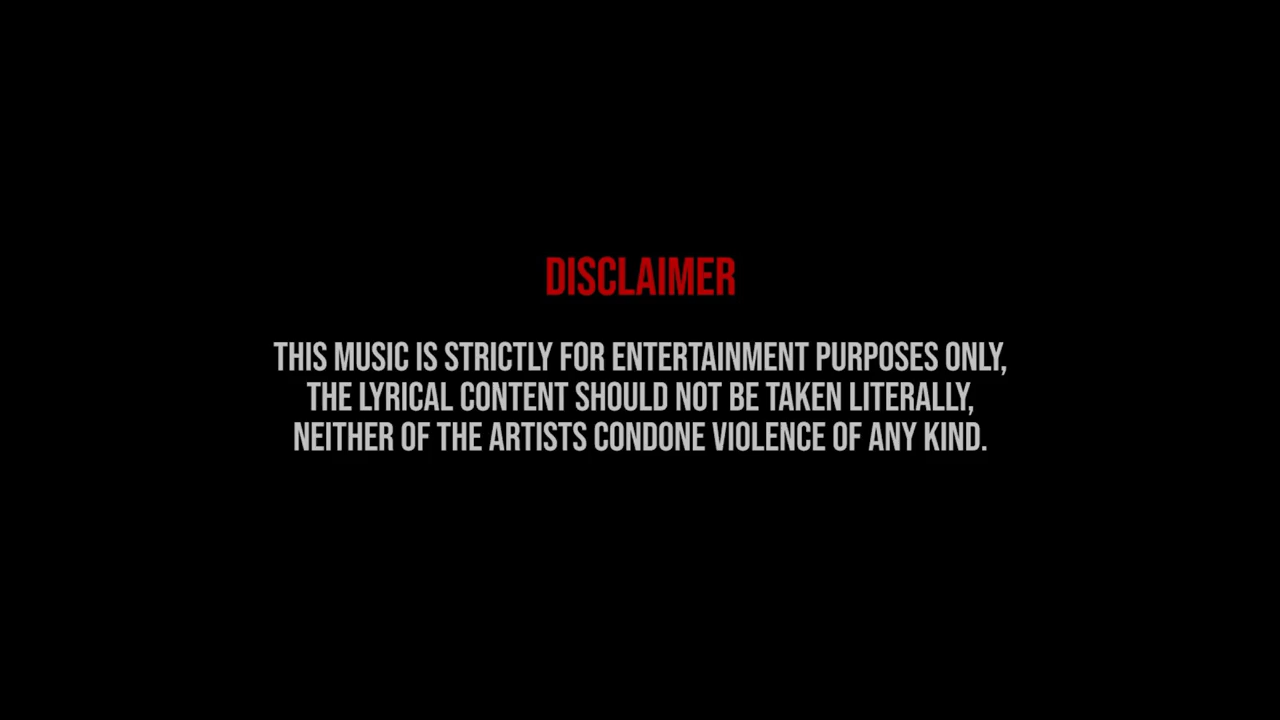 DISCLAIMER
THIS MUSIC IS STRICTLY FOR ENTERTAINMENT PURPOSES ONLY,
THE LYRICAL CONTENT SHOULD NOT BE TAKEN LITERALLY,
NEITHER OF THE ARTISTS CONDONE VIOLENCE OF ANY KIND.